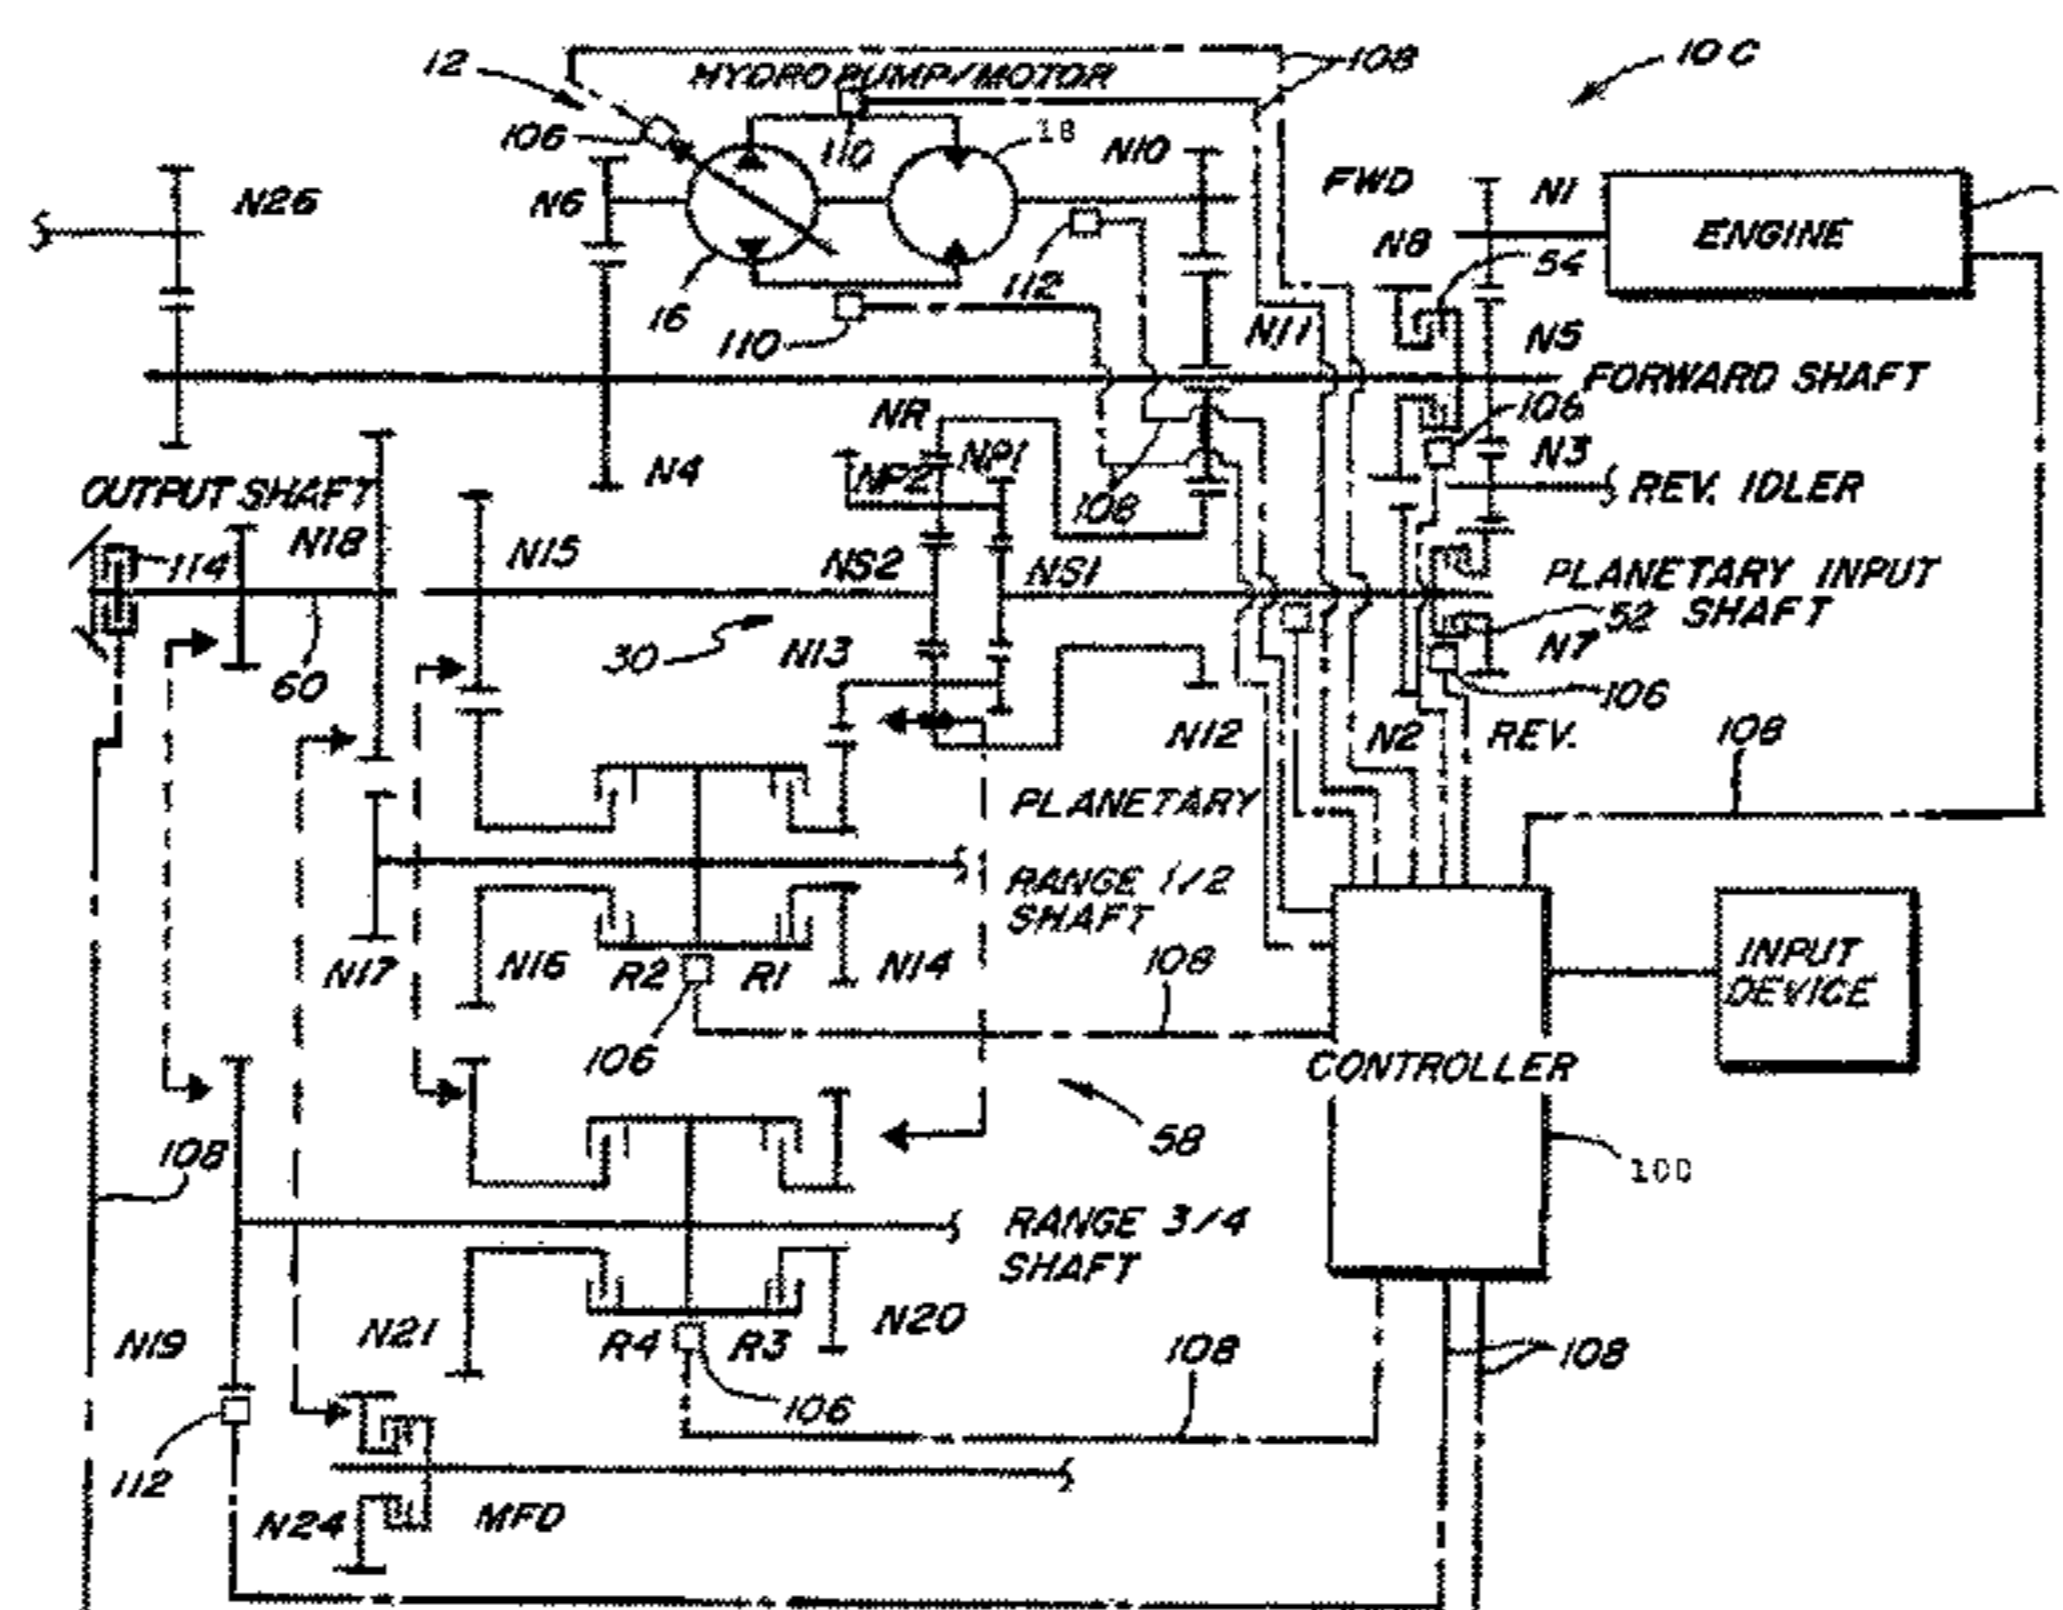 12
HYDRO PUMP/MOTOR
108
10C
106
110
18
N10
N26
N6
FWD
N1
ENGINE
N8
54
16
112
110
N11
N5
FORWARD SHAFT
NR
106
N4
NP2
NP1
N3
OUTPUT SHAFT
108
REV. IDLER
N18
N15
114
NS2
NS1
PLANETARY INPUT
SHAFT
52
60
30
N13
N7
106
N12
N2
REV.
108
PLANETARY
RANGE 1/2
SHAFT
N17
N16
R2
R1
N14
108
INPUT
DEVICE
106
CONTROLLER
58
108
100
RANGE 3/4
SHAFT
N19
N21
R4
R3
N20
108
108
106
112
N24
MFD